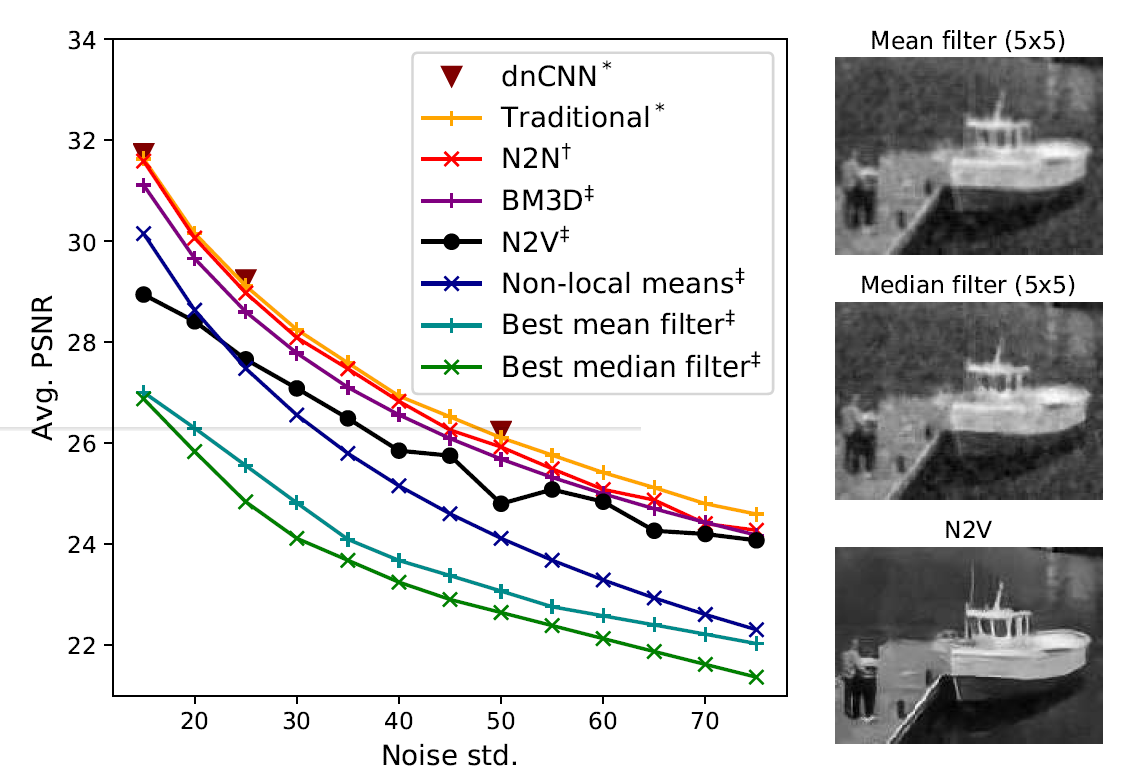 34
32
30
28
26
24
22
Avg. PSNR
20 30 40 50 60 70
Noise std.
dnCNN*
Traditional*
N2N†
BM3D‡
N2V‡
Non-local means‡
Best mean filter‡
Best median filter‡
Mean filter (5x5)
Median filter (5x5)
N2V